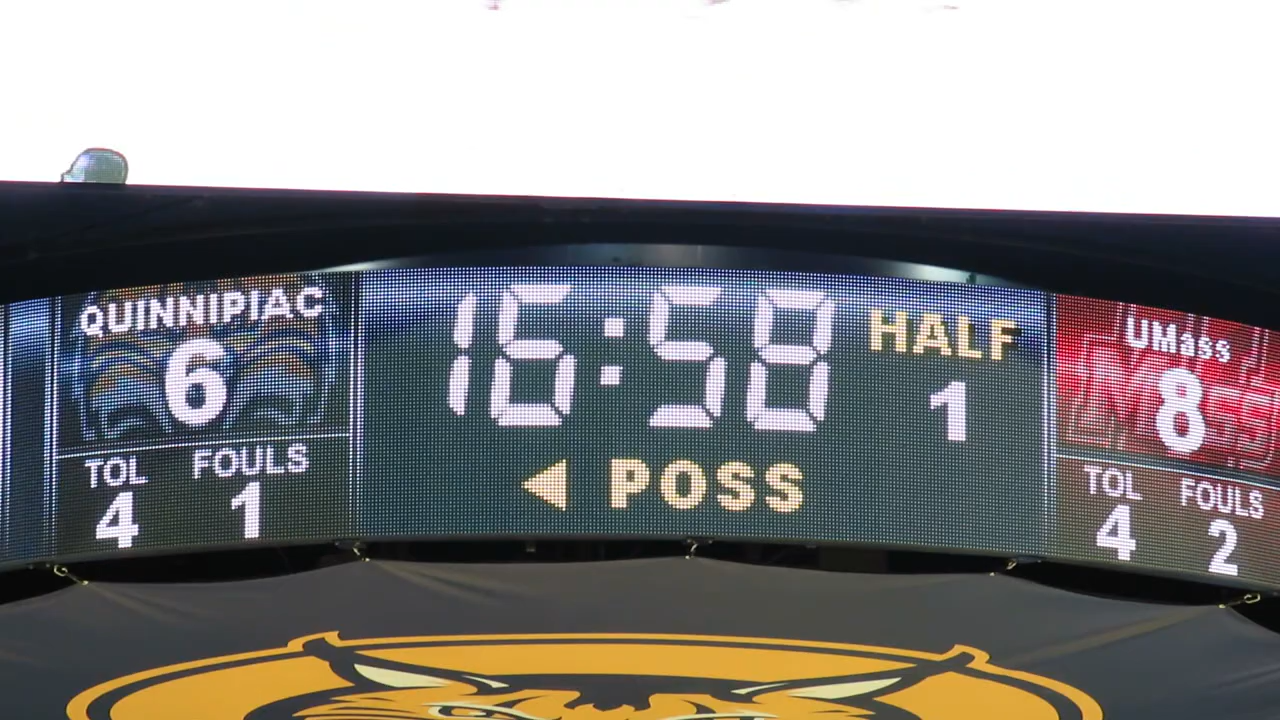 QUINNIPIAC
6
TOL FOULS
4 1
16:58
HALF
1
◀ POSS
UMass
8
TOL FOULS
4 2